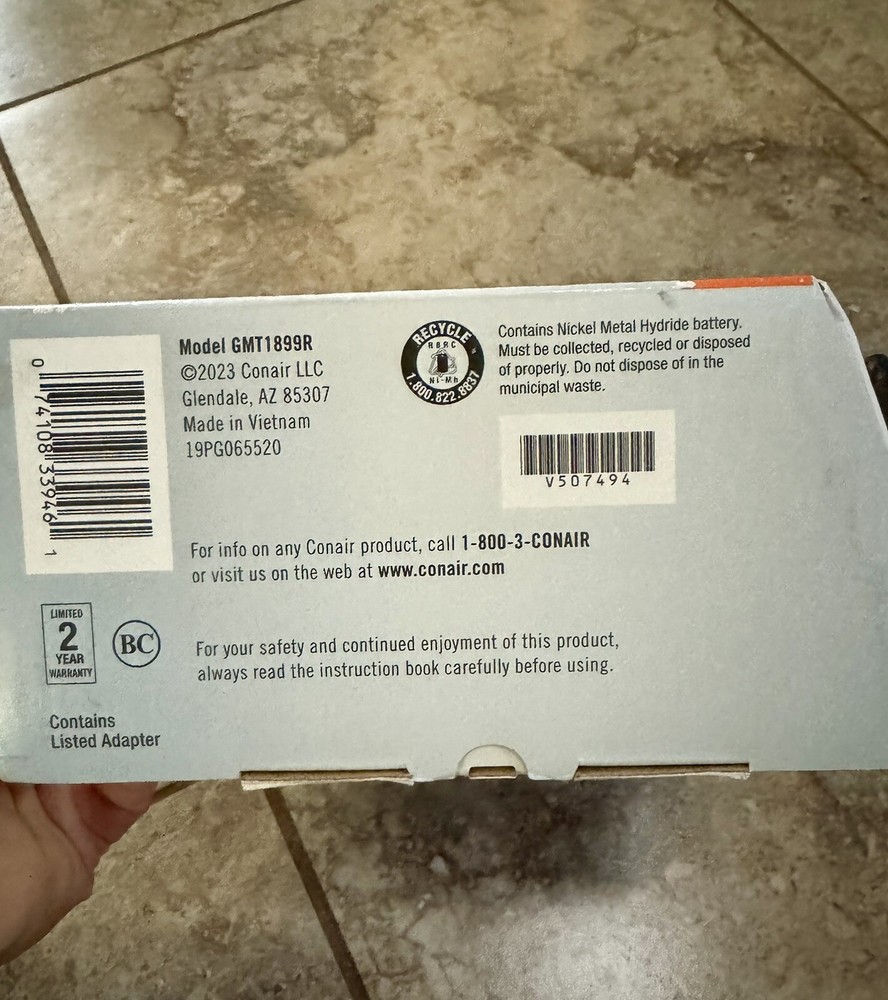 0 74108 33946 1
Model GMT1899R
©2023 Conair LLC
Glendale, AZ 85307
Made in Vietnam
19PG065520
RECYCLE
RBRC
Ni-Mh
1.800.822.8837
Contains Nickel Metal Hydride battery.
Must be collected, recycled or disposed
of properly. Do not dispose of in the
municipal waste.
V507494
For info on any Conair product, call 1-800-3-CONAIR
or visit us on the web at www.conair.com
LIMITED
2
YEAR
WARRANTY
BC
For your safety and continued enjoyment of this product,
always read the instruction book carefully before using.
Contains
Listed Adapter